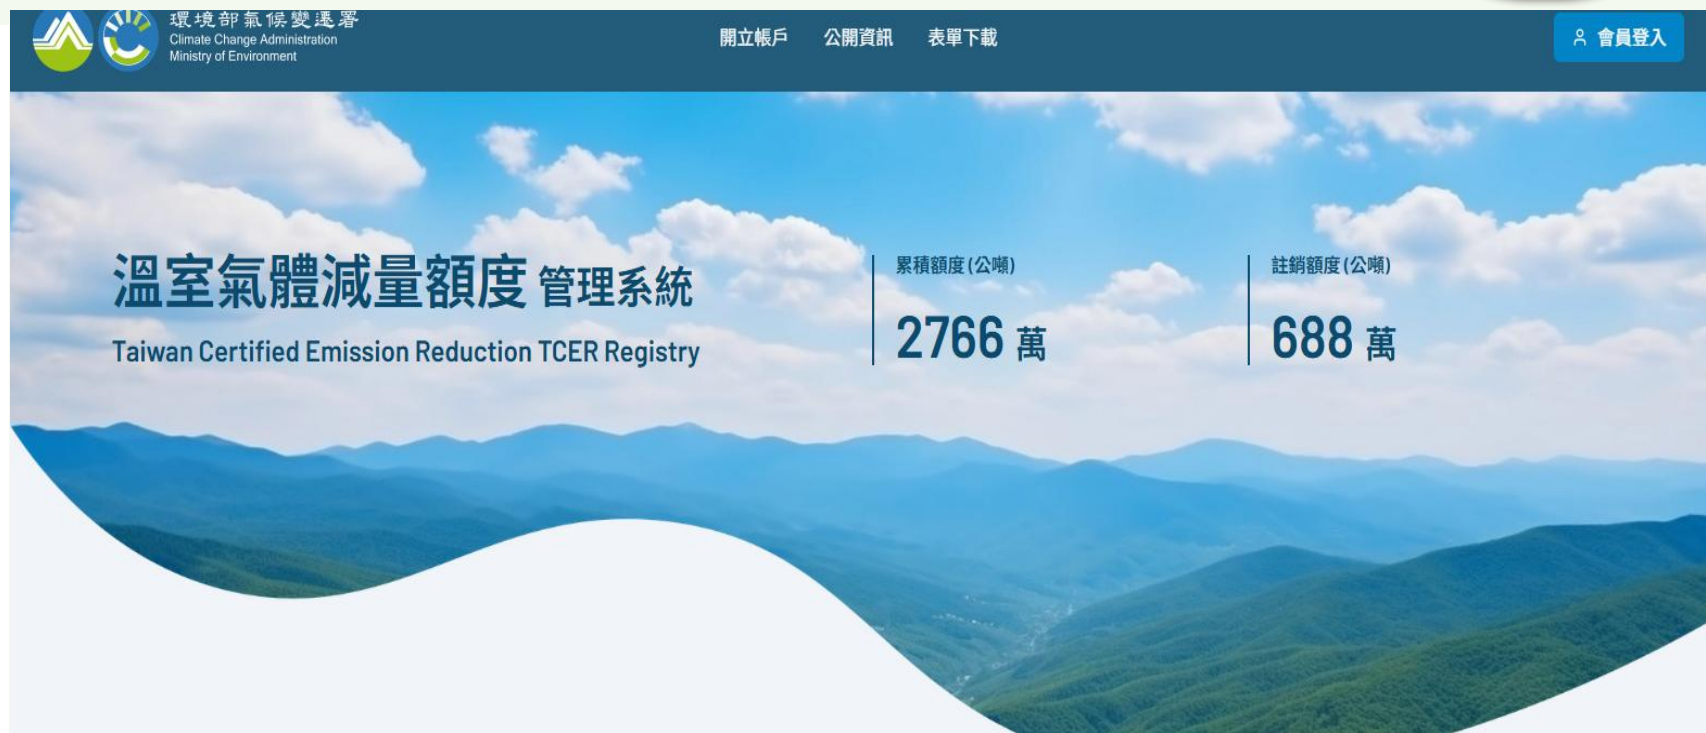 環境部氣候變遷署
Climate Change Administration
Ministry of Environment
開立帳戶 公開資訊 表單下載
會員登入
溫室氣體減量額度 管理系統
Taiwan Certified Emission Reduction TCER Registry
累積額度(公噸)
2766 萬
註銷額度(公噸)
688 萬